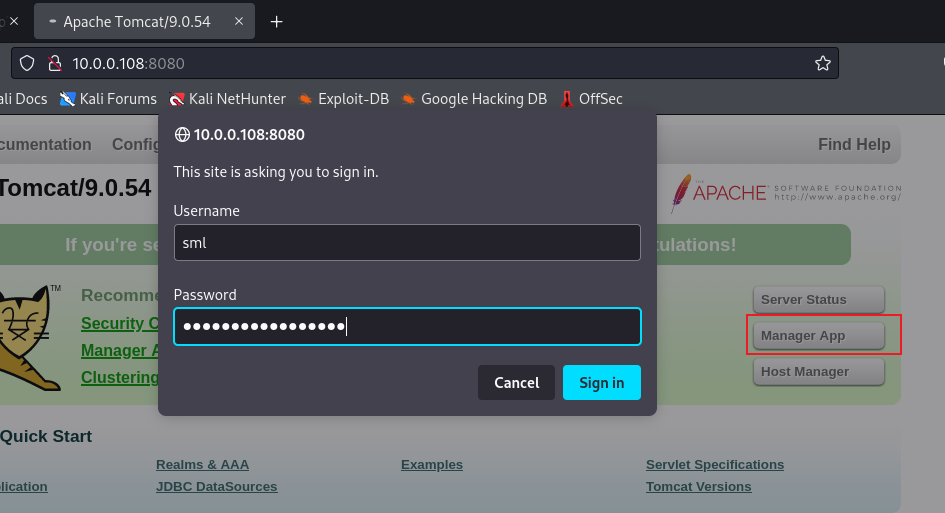 Apache Tomcat/9.0.54
10.0.0.108:8080
ali Docs Kali Forums Kali NetHunter Exploit-DB Google Hacking DB OffSec
10.0.0.108:8080
This site is asking you to sign in.
Username
sml
Password
•••••••••••••••••
Cancel Sign in
cumentation Config Find Help
Tomcat/9.0.54
THE APACHE SOFTWARE FOUNDATION
http://www.apache.org/
If you're se tulations!
TM
Recomme
Security
Manager
Clustering
Server Status
Manager App
Host Manager
Quick Start
Realms & AAA Examples Servlet Specifications
lication JDBC DataSources Tomcat Versions